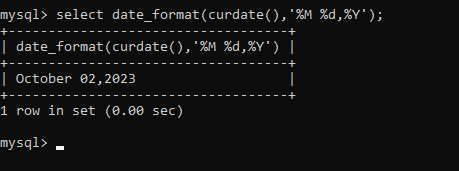 mysql> select date_format(curdate(),'%M %d,%Y');
+-----------------------------------+
| date_format(curdate(),'%M %d,%Y') |
+-----------------------------------+
| October 02,2023                   |
+-----------------------------------+
1 row in set (0.00 sec)
mysql> _